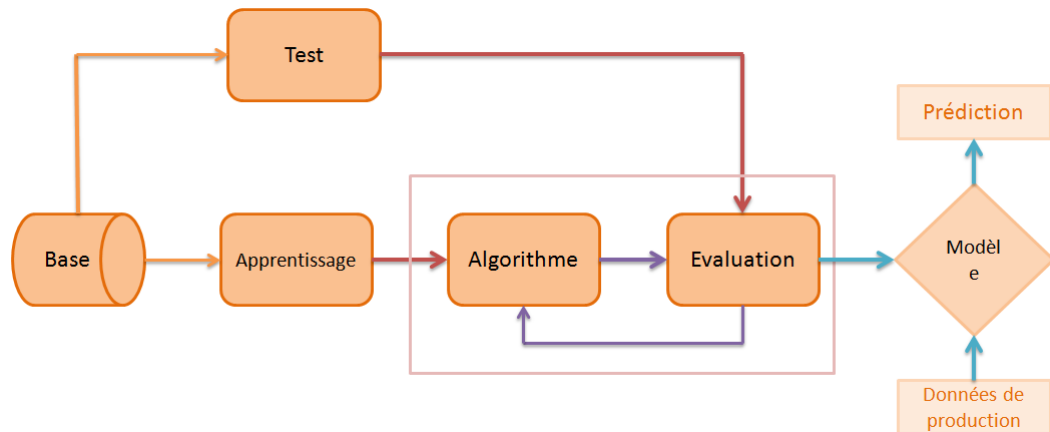 Test
Prédiction
Base
Apprentissage
Algorithme
Evaluation
Modèl
e
Données de
production